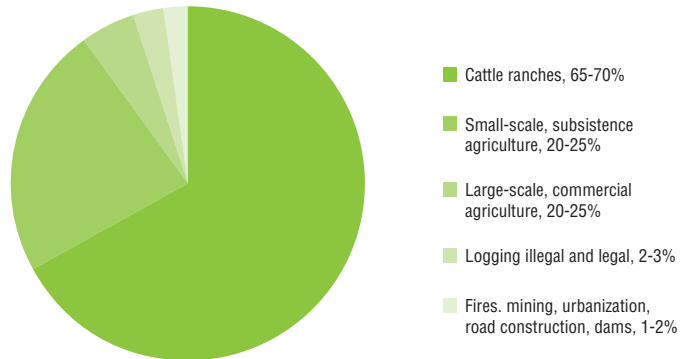 Cattle ranches, 65-70%
Small-scale, subsistence
agriculture, 20-25%
Large-scale, commercial
agriculture, 20-25%
Logging illegal and legal, 2-3%
Fires. mining, urbanization,
road construction, dams, 1-2%